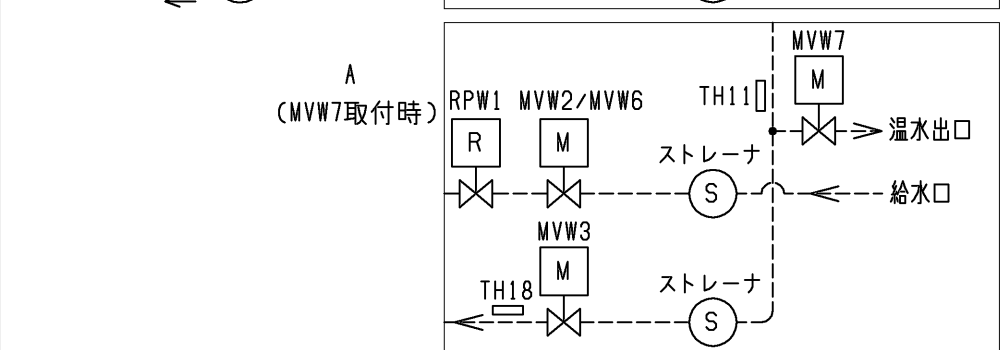 MVW7
A
M
(MVW7取付時)
RPW1
MVW2/MVW6
TH11
R
M
ストレーナ
温水出口
S
給水口
MVW3
M
TH18
ストレーナ
S